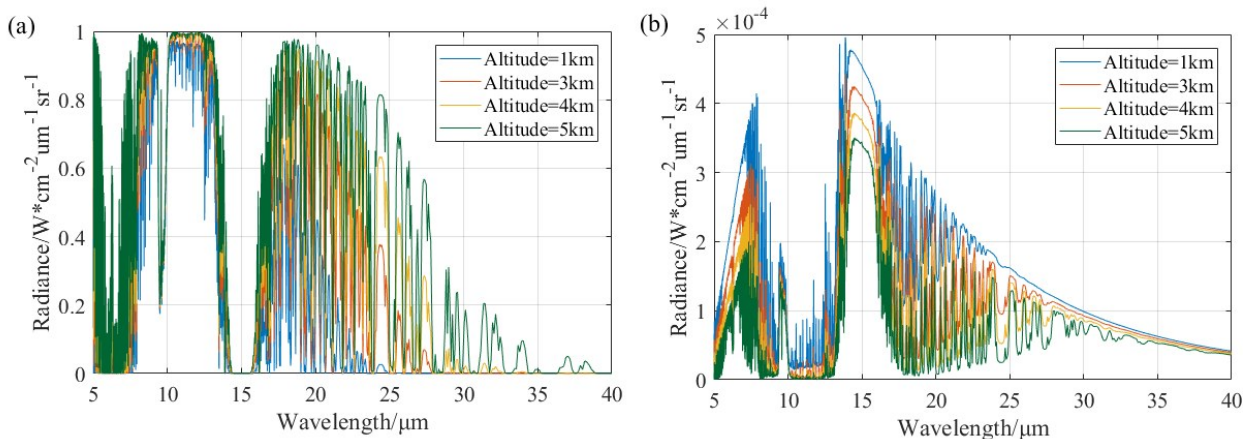 (a)
1
0.8
0.6
0.4
0.2
0
Radiance/W*cm-2um-1sr-1
Altitude=1km
Altitude=3km
Altitude=4km
Altitude=5km
5 10 15 20 25 30 35 40
Wavelength/μm
(b)
×10-4
5
4
3
2
1
0
Radiance/W*cm-2um-1sr-1
Altitude=1km
Altitude=3km
Altitude=4km
Altitude=5km
5 10 15 20 25 30 35 40
Wavelength/μm